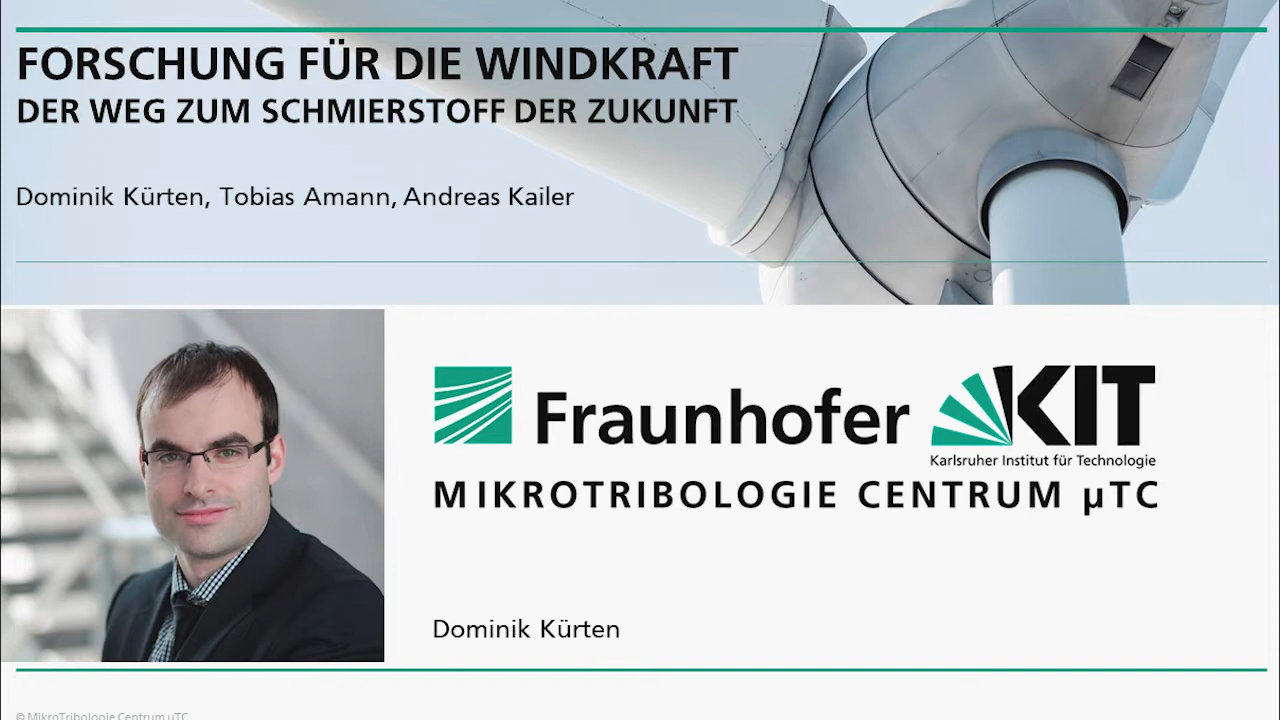 FORSCHUNG FÜR DIE WINDKRAFT
DER WEG ZUM SCHMIERSTOFF DER ZUKUNFT
Dominik Kürten, Tobias Amann, Andreas Kailer
Fraunhofer
KIT
Karlsruher Institut für Technologie
MIKROTRIBOLOGIE CENTRUM µTC
Dominik Kürten
© MikroTribologie Centrum µTC